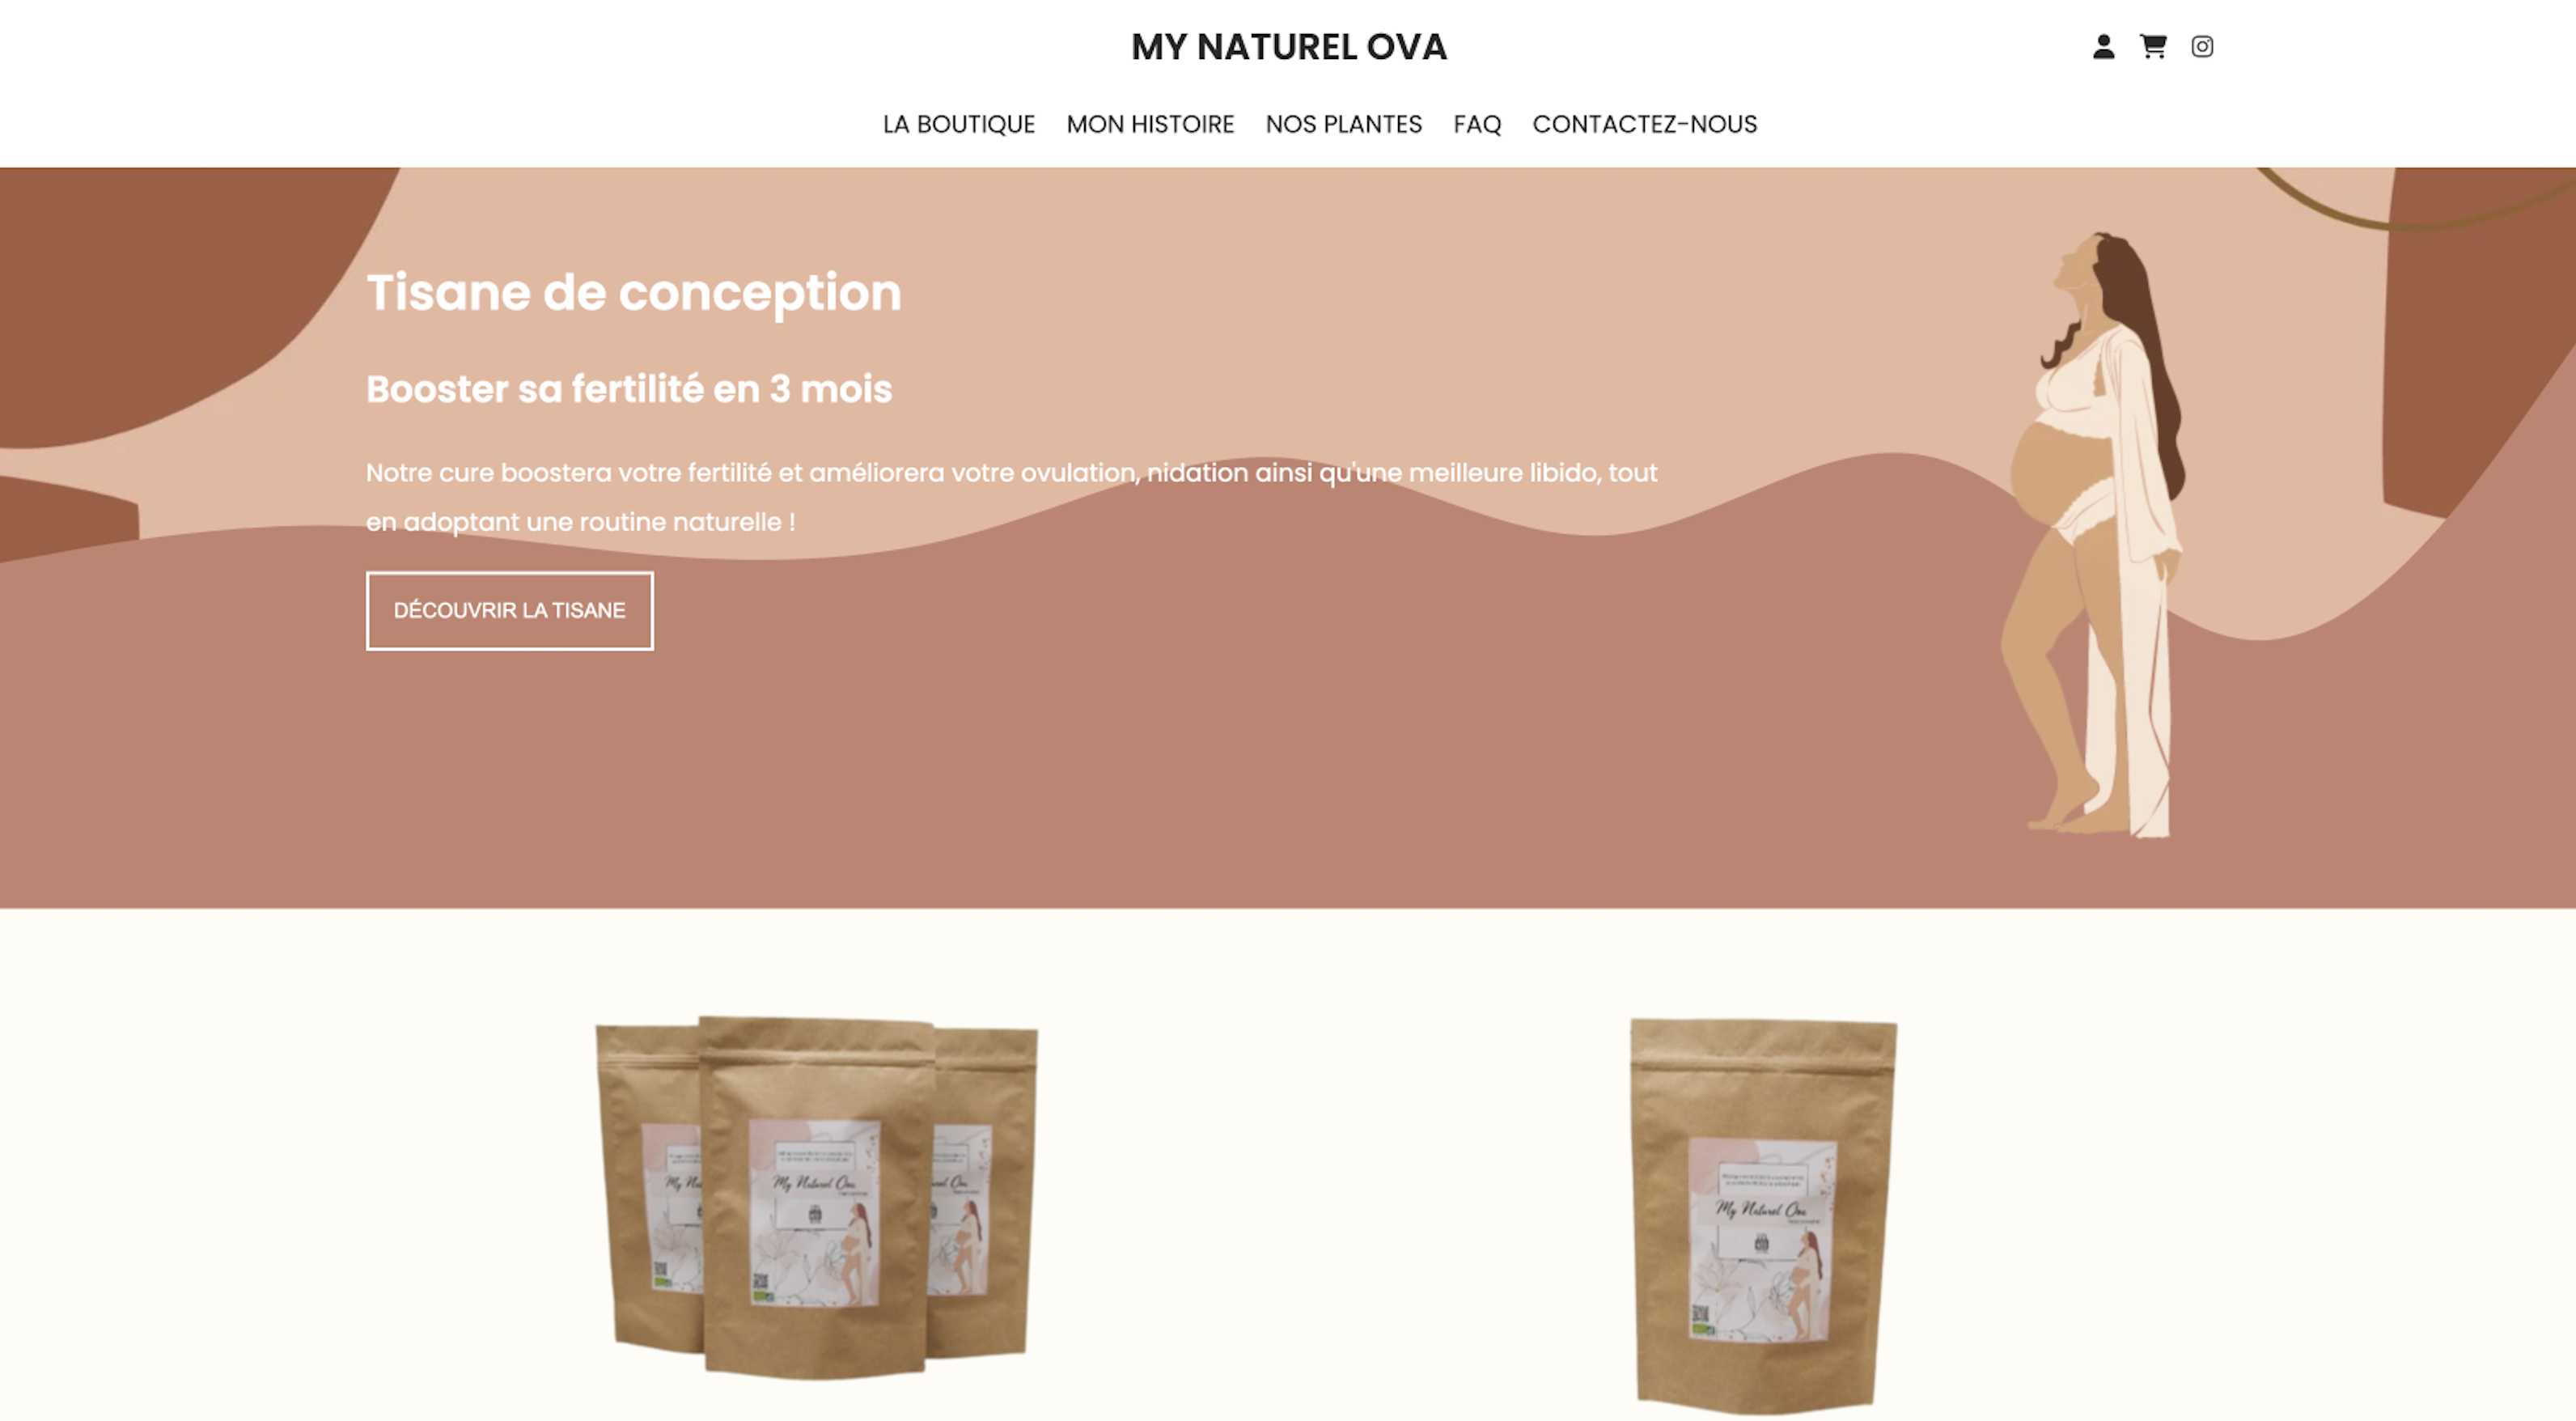 MY NATUREL OVA
LA BOUTIQUE MON HISTOIRE NOS PLANTES FAQ CONTACTEZ-NOUS
Tisane de conception
Booster sa fertilité en 3 mois
Notre cure boostera votre fertilité et améliorera votre ovulation, nidation ainsi qu'une meilleure libido, tout
en adoptant une routine naturelle !
DÉCOUVRIR LA TISANE
My Naturel Ova
My Naturel Ova